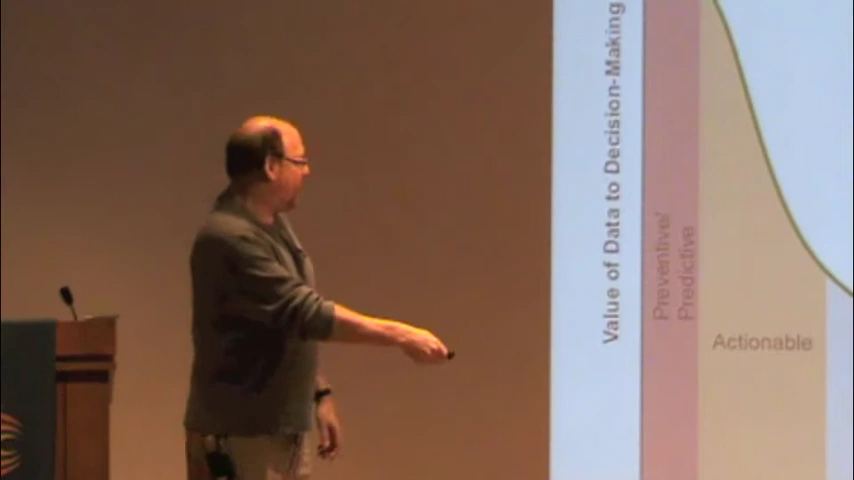 Value of Data to Decision-Making
Preventive/
Predictive
Actionable